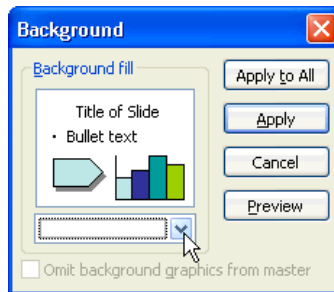 Background
Background fill
Title of Slide
• Bullet text
Apply to All
Apply
Cancel
Preview
Omit background graphics from master